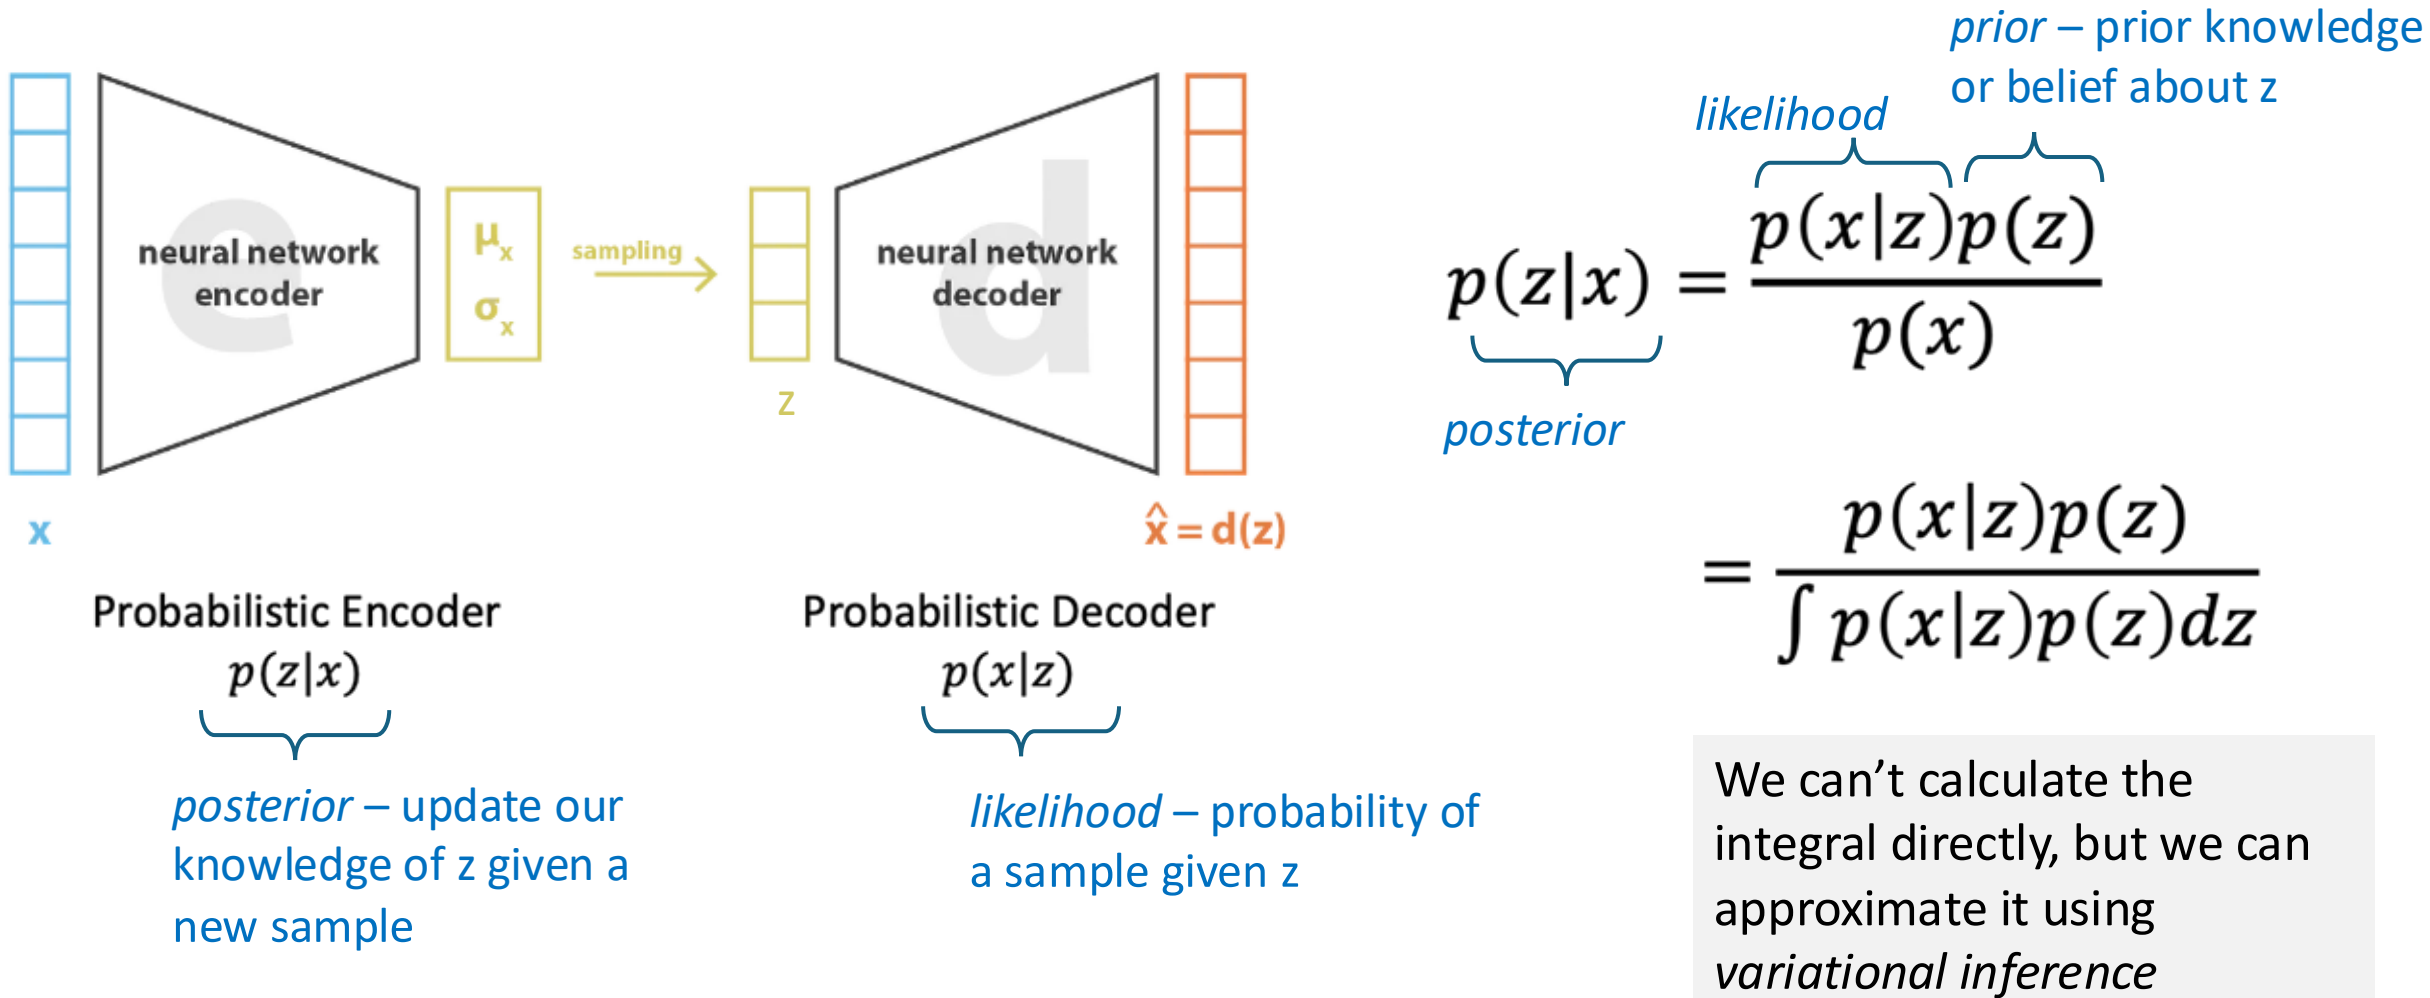 neural network
encoder
e
μx
σx
sampling
z
neural network
decoder
d
x
x̂ = d(z)
Probabilistic Encoder
p(z|x)
posterior – update our
knowledge of z given a
new sample
Probabilistic Decoder
p(x|z)
likelihood – probability of
a sample given z
prior – prior knowledge
or belief about z
likelihood
p(x|z)p(z)
p(z|x) =
p(x)
posterior
p(x|z)p(z)
=
∫ p(x|z)p(z)dz
We can’t calculate the
integral directly, but we can
approximate it using
variational inference